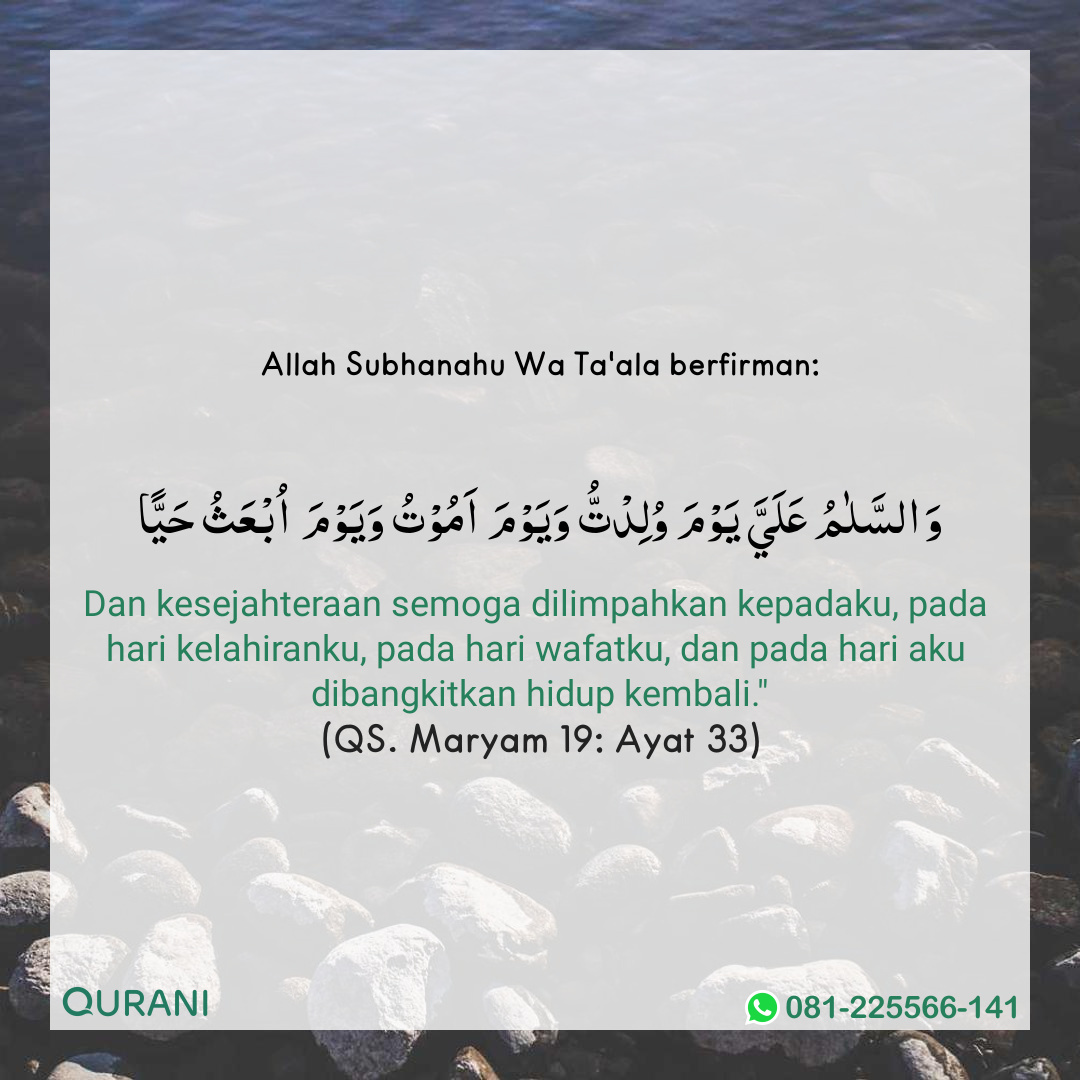 Allah Subhanahu Wa Ta'ala berfirman:
وَالسَّلٰمُ عَلَيَّ يَوْمَ وُلِدْتُّ وَيَوْمَ اَمُوْتُ وَيَوْمَ اُبْعَثُ حَيًّا
Dan kesejahteraan semoga dilimpahkan kepadaku, pada
hari kelahiranku, pada hari wafatku, dan pada hari aku
dibangkitkan hidup kembali."
(QS. Maryam 19: Ayat 33)
QURANI
081-225566-141